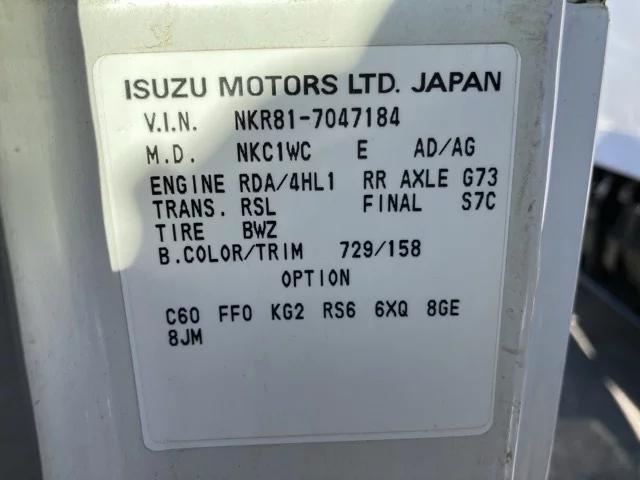 ISUZU MOTORS LTD. JAPAN
V.I.N. NKR81-7047184
M.D. NKC1WC E AD/AG
ENGINE RDA/4HL1 RR AXLE G73
TRANS. RSL FINAL S7C
TIRE BWZ
B.COLOR/TRIM 729/158
OPTION
C60 FF0 KG2 RS6 6XQ 8GE
8JM